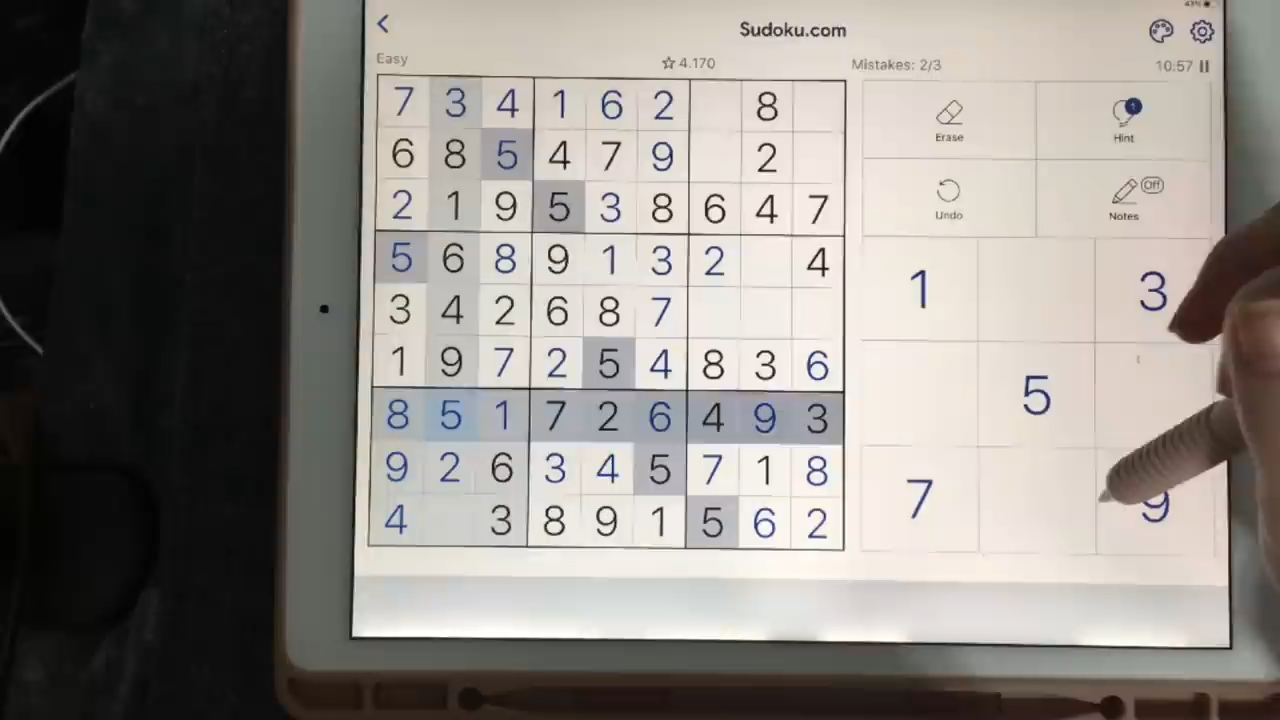 43%
Sudoku.com
Easy
4.170
Mistakes: 2/3
10:57
7 3 4 1 6 2 8
6 8 5 4 7 9 2
2 1 9 5 3 8 6 4 7
5 6 8 9 1 3 2 4
3 4 2 6 8 7
1 9 7 2 5 4 8 3 6
8 5 1 7 2 6 4 9 3
9 2 6 3 4 5 7 1 8
4 3 8 9 1 5 6 2
Erase
1
Hint
Undo
Off
Notes
1 3
5
7 9